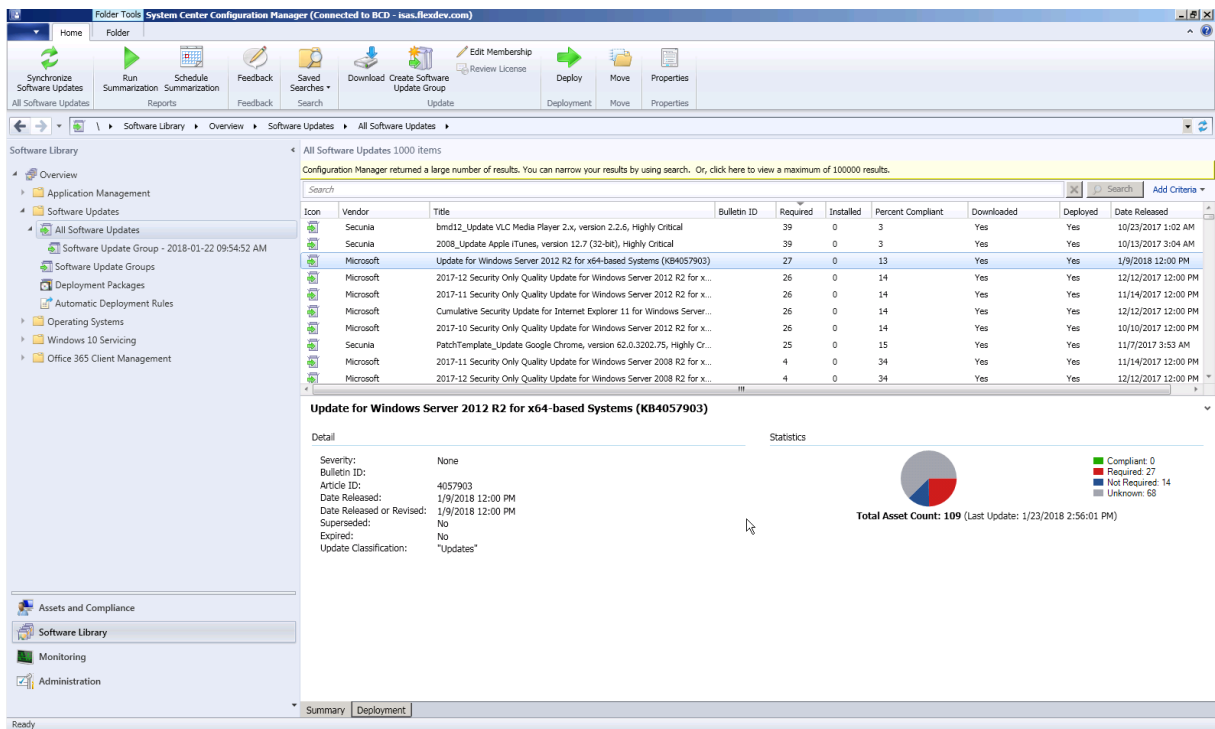 Folder Tools System Center Configuration Manager (Connected to BCD - isas.flexdev.com)
Home Folder
Synchronize Software Updates
Run Summarization
Schedule Summarization
Feedback
Saved Searches
Download
Create Software Update Group
Edit Membership
Review License
Deploy
Move
Properties
All Software Updates Reports Feedback Search Update Deployment Move Properties
\ Software Library Overview Software Updates All Software Updates
Software Library
Overview
Application Management
Software Updates
All Software Updates
Software Update Group - 2018-01-22 09:54:52 AM
Software Update Groups
Deployment Packages
Automatic Deployment Rules
Operating Systems
Windows 10 Servicing
Office 365 Client Management
Assets and Compliance
Software Library
Monitoring
Administration
All Software Updates 1000 items
Configuration Manager returned a large number of results. You can narrow your results by using search. Or, click here to view a maximum of 100000 results.
Search Search Add Criteria
Icon Vendor Title Bulletin ID Required Installed Percent Compliant Downloaded Deployed Date Released
Secunia bmd12_Update VLC Media Player 2.x, version 2.2.6, Highly Critical 39 0 3 Yes Yes 10/23/2017 1:02 AM
Secunia 2008_Update Apple iTunes, version 12.7 (32-bit), Highly Critical 39 0 3 Yes Yes 10/13/2017 3:04 AM
Microsoft Update for Windows Server 2012 R2 for x64-based Systems (KB4057903) 27 0 13 Yes Yes 1/9/2018 12:00 PM
Microsoft 2017-12 Security Only Quality Update for Windows Server 2012 R2 for x... 26 0 14 Yes Yes 12/12/2017 12:00 PM
Microsoft 2017-11 Security Only Quality Update for Windows Server 2012 R2 for x... 26 0 14 Yes Yes 11/14/2017 12:00 PM
Microsoft Cumulative Security Update for Internet Explorer 11 for Windows Server... 26 0 14 Yes Yes 12/12/2017 12:00 PM
Microsoft 2017-10 Security Only Quality Update for Windows Server 2012 R2 for x... 26 0 14 Yes Yes 10/10/2017 12:00 PM
Secunia PatchTemplate_Update Google Chrome, version 62.0.3202.75, Highly Cr... 25 0 15 Yes Yes 11/7/2017 3:53 AM
Microsoft 2017-11 Security Only Quality Update for Windows Server 2008 R2 for x... 4 0 34 Yes Yes 11/14/2017 12:00 PM
Microsoft 2017-12 Security Only Quality Update for Windows Server 2008 R2 for x... 4 0 34 Yes Yes 12/12/2017 12:00 PM
Update for Windows Server 2012 R2 for x64-based Systems (KB4057903)
Detail
Severity: None
Bulletin ID:
Article ID: 4057903
Date Released: 1/9/2018 12:00 PM
Date Released or Revised: 1/9/2018 12:00 PM
Superseded: No
Expired: No
Update Classification: "Updates"
Statistics
Compliant: 0
Required: 27
Not Required: 14
Unknown: 68
Total Asset Count: 109 (Last Update: 1/23/2018 2:56:01 PM)
Summary Deployment
Ready